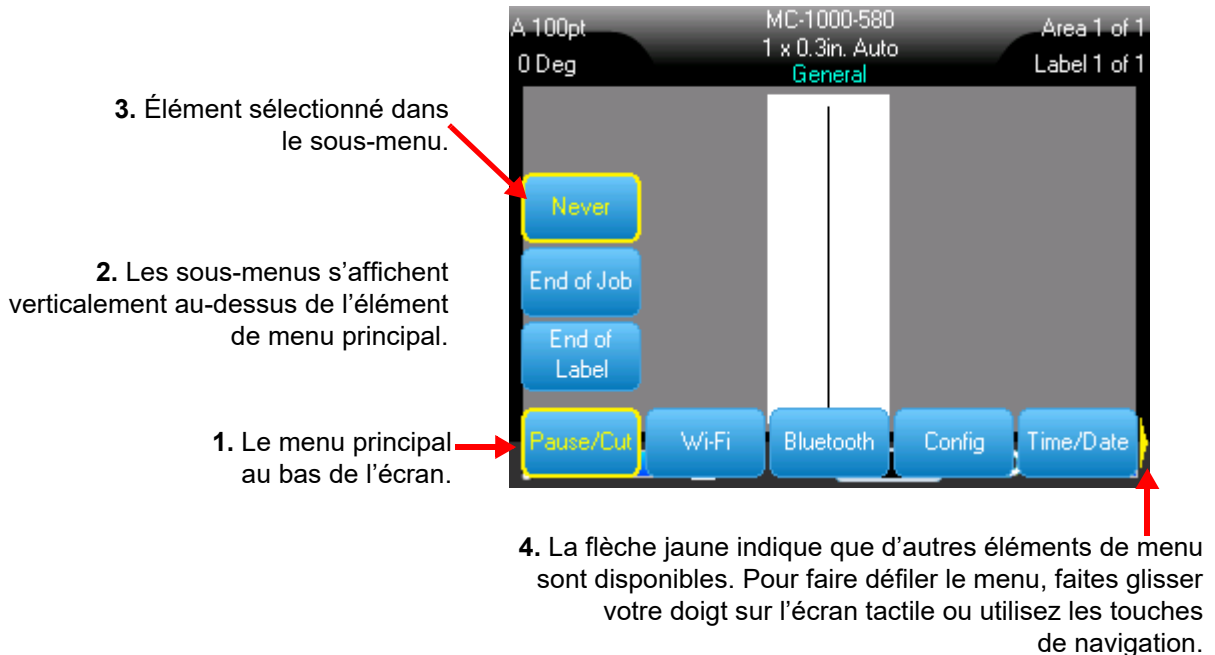 A 100pt
MC-1000-580
Area 1 of 1
1 x 0.3in. Auto
0 Deg
General
Label 1 of 1
3. Élément sélectionné dans
le sous-menu.
Never
2. Les sous-menus s’affichent
verticalement au-dessus de l’élément
de menu principal.
End of Job
End of
Label
1. Le menu principal
au bas de l’écran.
Pause/Cut
Wi-Fi
Bluetooth
Config
Time/Date
4. La flèche jaune indique que d’autres éléments de menu
sont disponibles. Pour faire défiler le menu, faites glisser
votre doigt sur l’écran tactile ou utilisez les touches
de navigation.